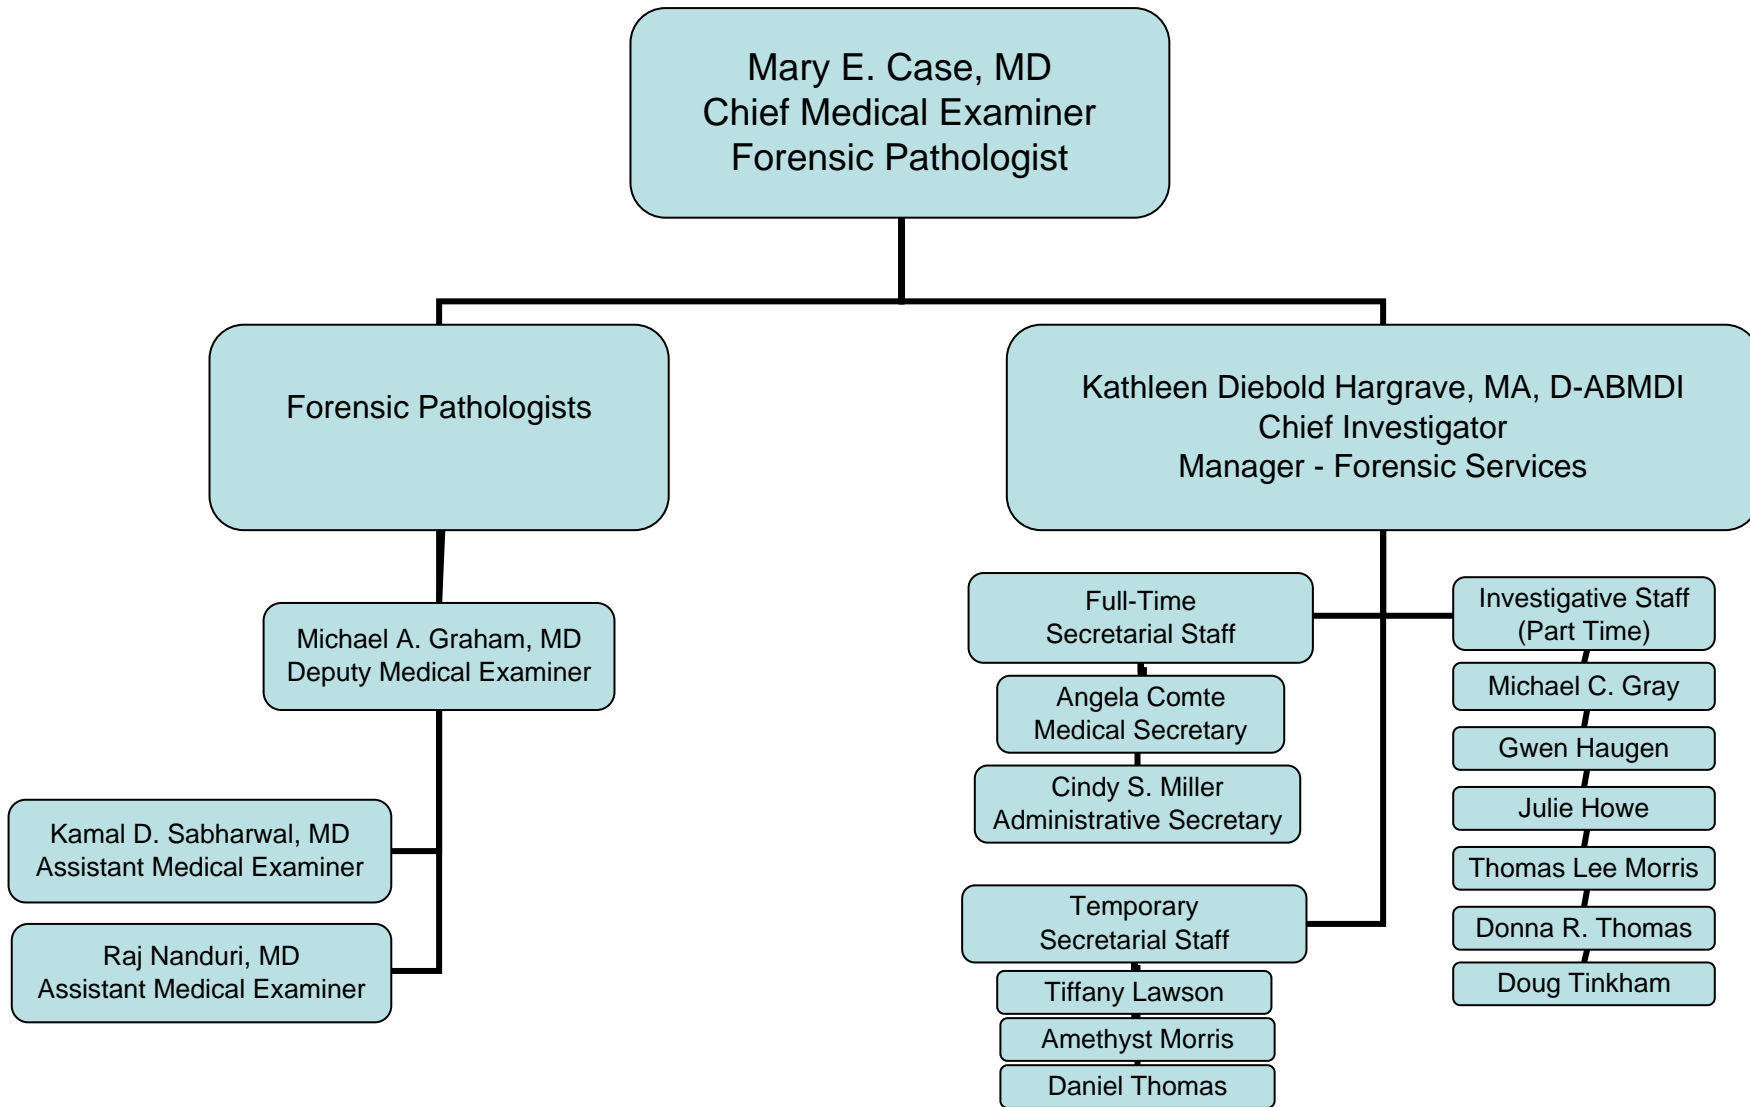 Mary E. Case, MD
Chief Medical Examiner
Forensic Pathologist
Forensic Pathologists
Kathleen Diebold Hargrave, MA, D-ABMDI
Chief Investigator
Manager - Forensic Services
Michael A. Graham, MD
Deputy Medical Examiner
Kamal D. Sabharwal, MD
Assistant Medical Examiner
Raj Nanduri, MD
Assistant Medical Examiner
Full-Time
Secretarial Staff
Angela Comte
Medical Secretary
Cindy S. Miller
Administrative Secretary
Temporary
Secretarial Staff
Tiffany Lawson
Amethyst Morris
Daniel Thomas
Investigative Staff
(Part Time)
Michael C. Gray
Gwen Haugen
Julie Howe
Thomas Lee Morris
Donna R. Thomas
Doug Tinkham